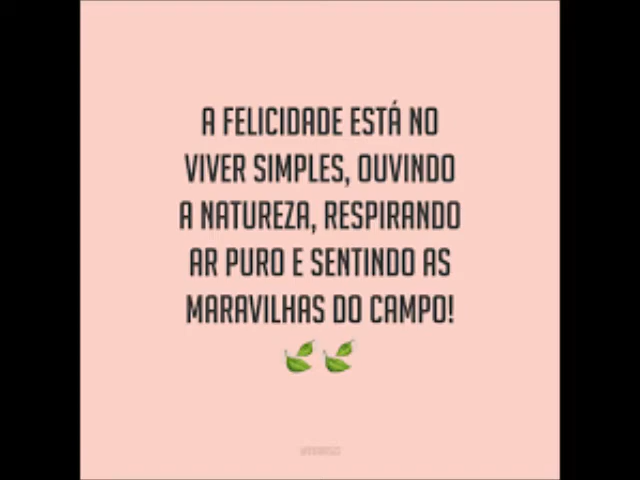 A FELICIDADE ESTÁ NO
VIVER SIMPLES, OUVINDO
A NATUREZA, RESPIRANDO
AR PURO E SENTINDO AS
MARAVILHAS DO CAMPO!